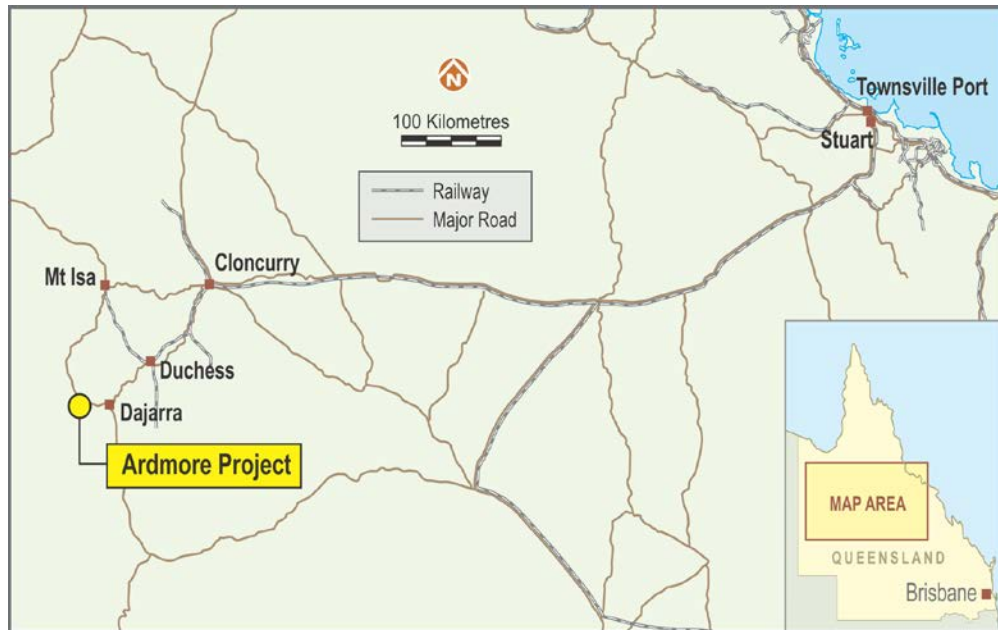 Townsville Port
N
100 Kilometres
Stuart
Railway
Major Road
Cloncurry
Mt Isa
Duchess
Dajarra
Ardmore Project
MAP AREA
QUEENSLAND
Brisbane